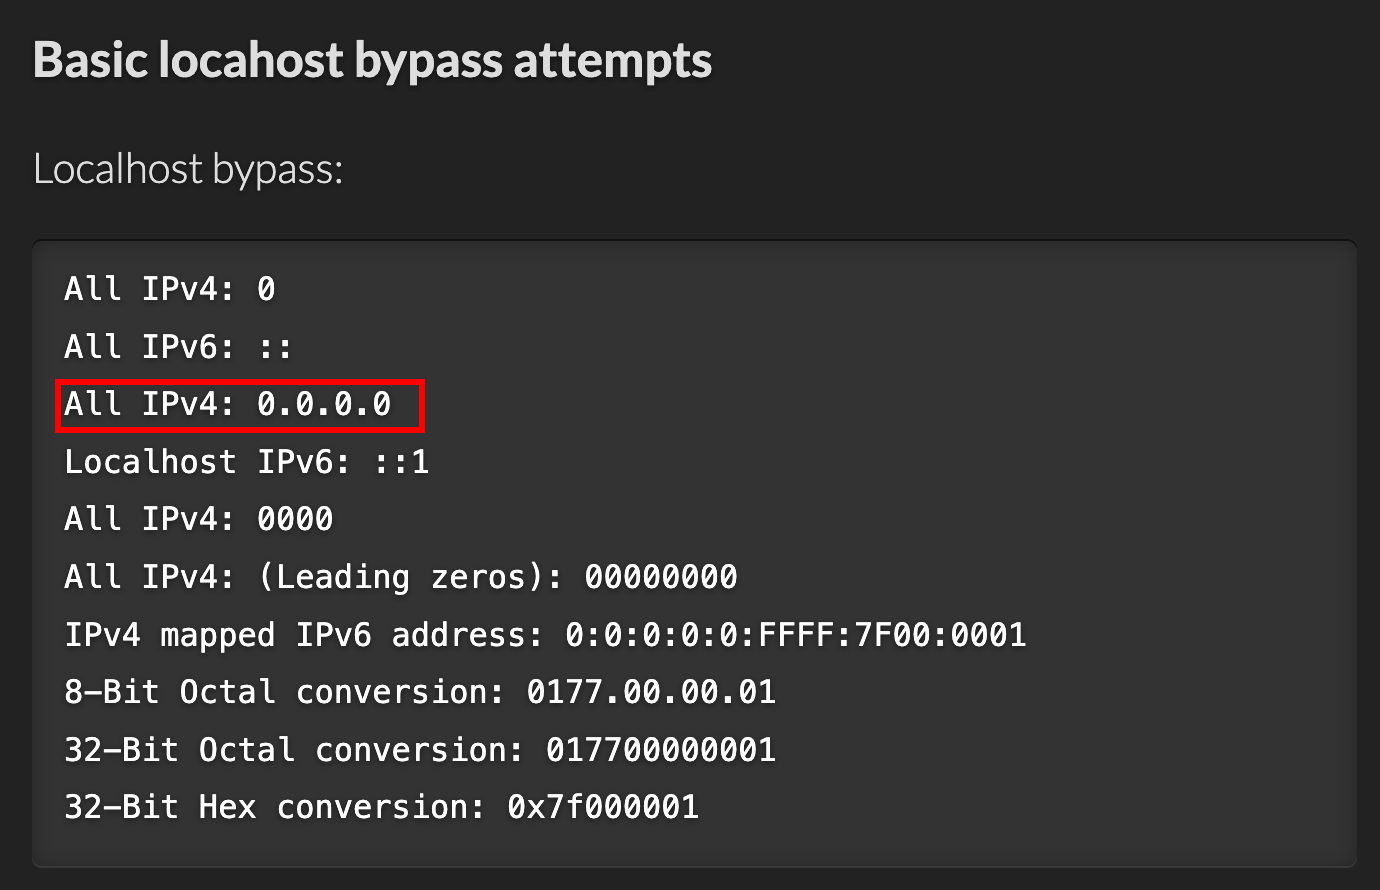 Basic locahost bypass attempts
Localhost bypass:
All IPv4: 0
All IPv6: ::
All IPv4: 0.0.0.0
Localhost IPv6: ::1
All IPv4: 0000
All IPv4: (Leading zeros): 00000000
IPv4 mapped IPv6 address: 0:0:0:0:0:FFFF:7F00:0001
8-Bit Octal conversion: 0177.00.00.01
32-Bit Octal conversion: 017700000001
32-Bit Hex conversion: 0x7f000001